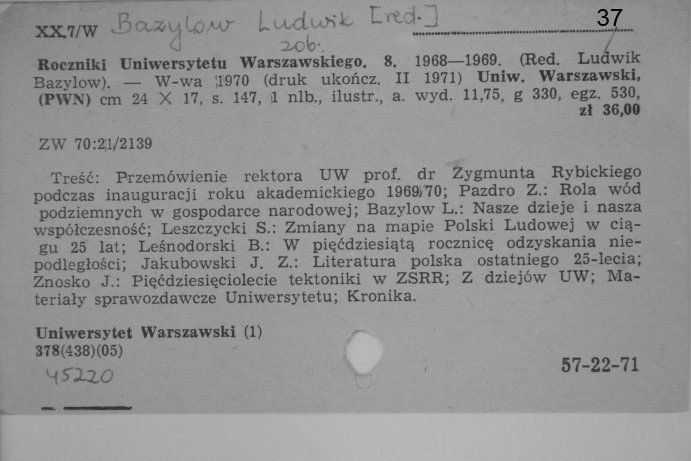 37
XX,7/W Bazylow Ludwik [red.]
zob.
Roczniki Uniwersytetu Warszawskiego. 8. 1968—1969. (Red. Ludwik
Bazylow). — W-wa 1970 (druk ukończ. II 1971) Uniw. Warszawski,
(PWN) cm 24 X 17, s. 147, 1 nlb., ilustr., a. wyd. 11,75, g 330, egz. 530,
zł 36,00
ZW 70:21/2139
Treść: Przemówienie rektora UW prof. dr Zygmunta Rybickiego
podczas inauguracji roku akademickiego 1969/70; Pazdro Z.: Rola wód
podziemnych w gospodarce narodowej; Bazylow L.: Nasze dzieje i nasza
współczesność; Leszczycki S.: Zmiany na mapie Polski Ludowej w cią-
gu 25 lat; Leśnodorski B.: W pięćdziesiątą rocznicę odzyskania nie-
podległości; Jakubowski J. Z.: Literatura polska ostatniego 25-lecia;
Znosko J.: Pięćdziesięciolecie tektoniki w ZSRR; Z dziejów UW; Ma-
teriały sprawozdawcze Uniwersytetu; Kronika.
Uniwersytet Warszawski (1)
378(438)(05)
57-22-71
45220